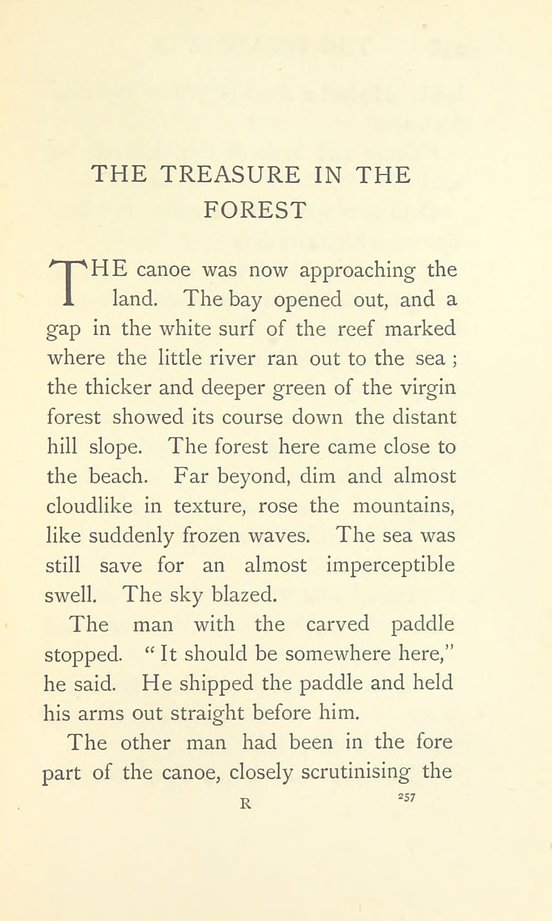 THE TREASURE IN THE
FOREST
THE canoe was now approaching the
land. The bay opened out, and a
gap in the white surf of the reef marked
where the little river ran out to the sea ;
the thicker and deeper green of the virgin
forest showed its course down the distant
hill slope. The forest here came close to
the beach. Far beyond, dim and almost
cloudlike in texture, rose the mountains,
like suddenly frozen waves. The sea was
still save for an almost imperceptible
swell. The sky blazed.
The man with the carved paddle
stopped. “ It should be somewhere here,”
he said. He shipped the paddle and held
his arms out straight before him.
The other man had been in the fore
part of the canoe, closely scrutinising the
R 257